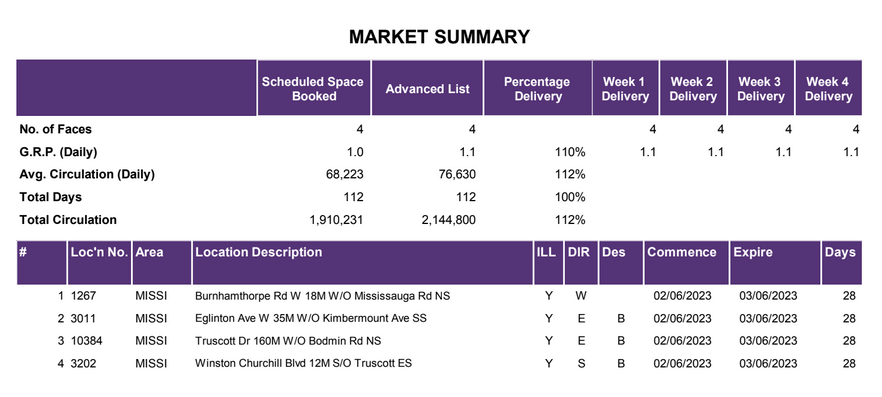 MARKET SUMMARY
Scheduled Space Booked Advanced List Percentage Delivery Week 1 Delivery Week 2 Delivery Week 3 Delivery Week 4 Delivery
No. of Faces 4 4 4 4 4 4
G.R.P. (Daily) 1.0 1.1 110% 1.1 1.1 1.1 1.1
Avg. Circulation (Daily) 68,223 76,630 112%
Total Days 112 112 100%
Total Circulation 1,910,231 2,144,800 112%
# Loc'n No. Area Location Description ILL DIR Des Commence Expire Days
1 1267 MISSI Burnhamthorpe Rd W 18M W/O Mississauga Rd NS Y W 02/06/2023 03/06/2023 28
2 3011 MISSI Eglinton Ave W 35M W/O Kimbermount Ave SS Y E B 02/06/2023 03/06/2023 28
3 10384 MISSI Truscott Dr 160M W/O Bodmin Rd NS Y E B 02/06/2023 03/06/2023 28
4 3202 MISSI Winston Churchill Blvd 12M S/O Truscott ES Y S B 02/06/2023 03/06/2023 28